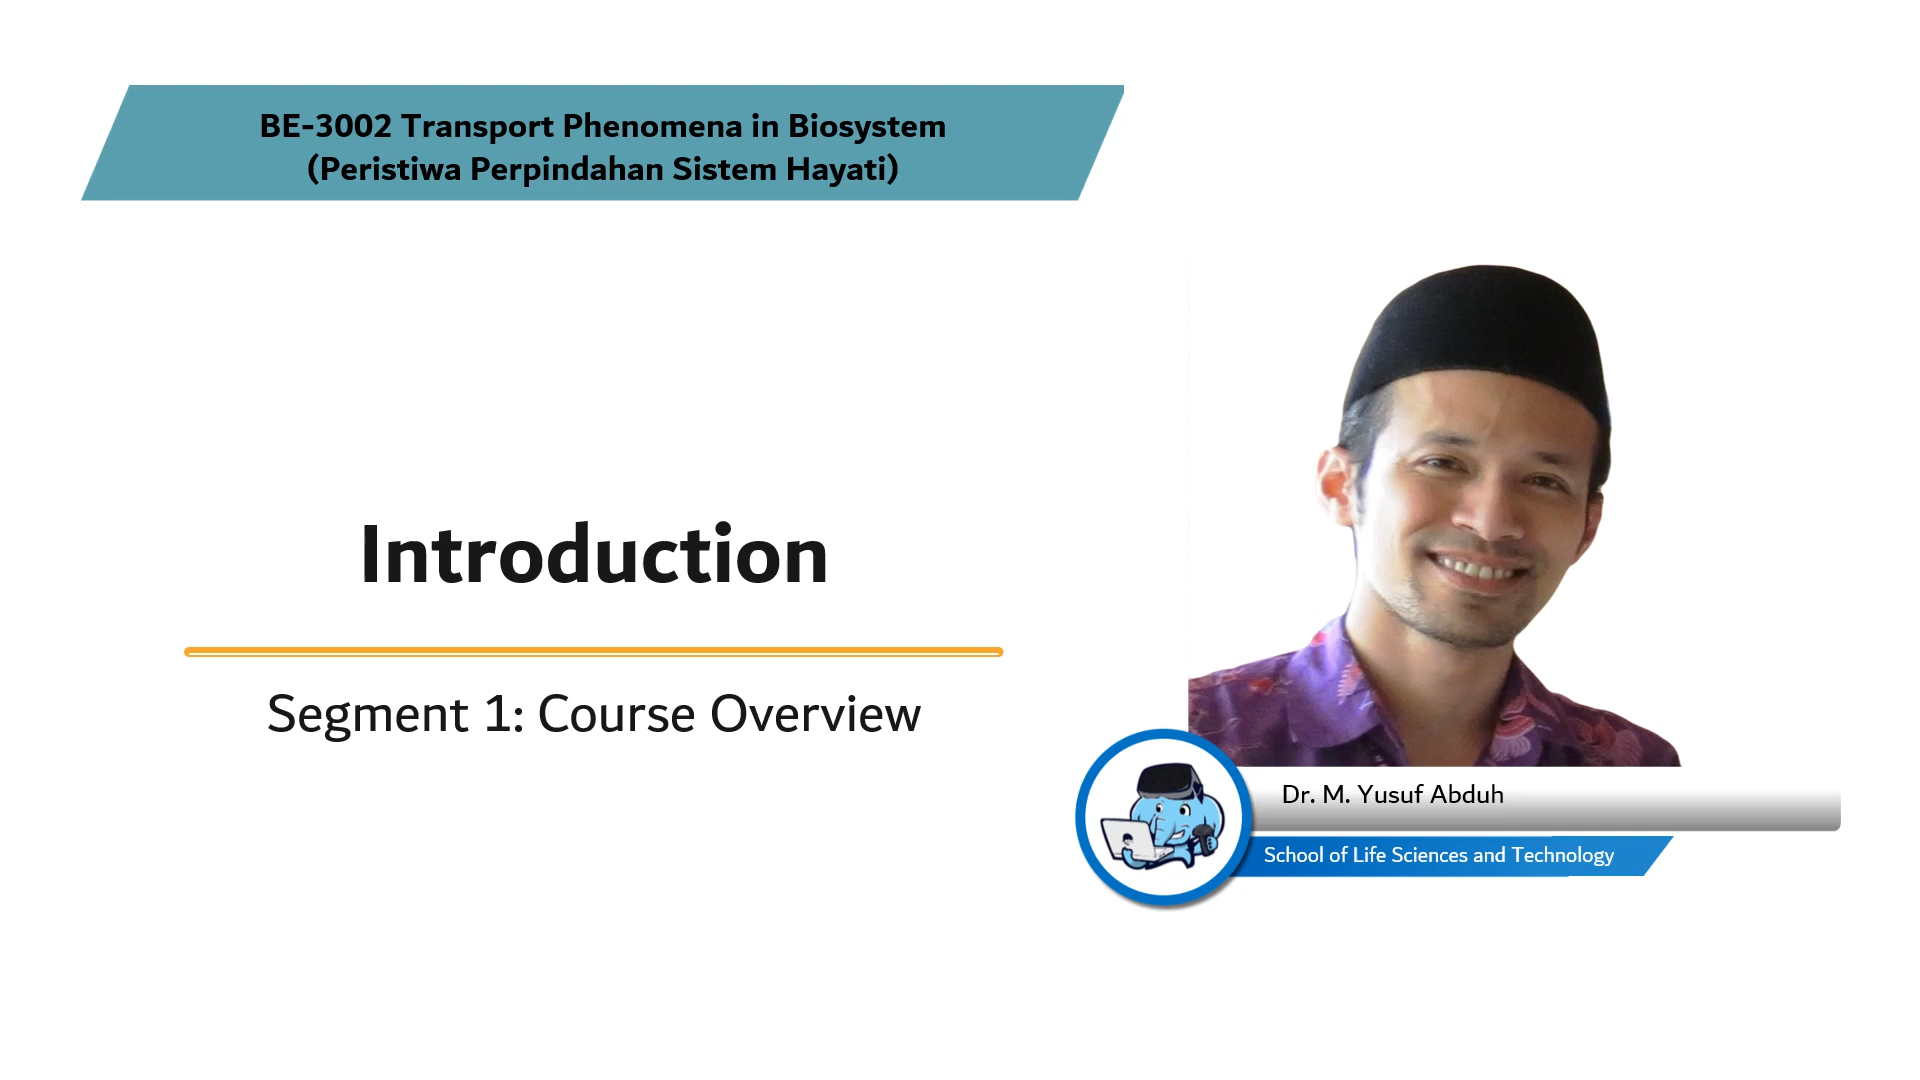 BE-3002 Transport Phenomena in Biosystem
(Peristiwa Perpindahan Sistem Hayati)
Introduction
Segment 1: Course Overview
Dr. M. Yusuf Abduh
School of Life Sciences and Technology